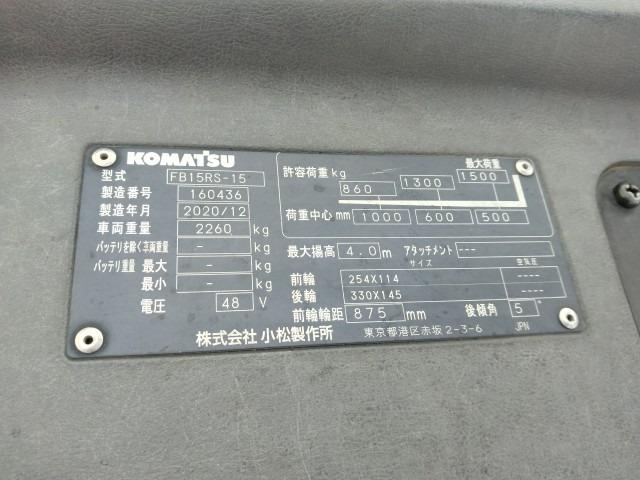 KOMATSU
型式 FB15RS-15
製造番号 160436
製造年月 2020/12
車両重量 2260 kg
バッテリを除く車両重量 - kg
バッテリ重量 最大 - kg
最小 - kg
電圧 48 V
許容荷重 kg 860 1300 1500 最大荷重
荷重中心 mm 1000 600 500
最大揚高 4.0 m アタッチメント ---
サイズ 空気圧
前輪 254X114 ----
後輪 330X145 ----
前輪輪距 875 mm 後傾角 5 °
株式会社 小松製作所 東京都港区赤坂2-3-6 JPN